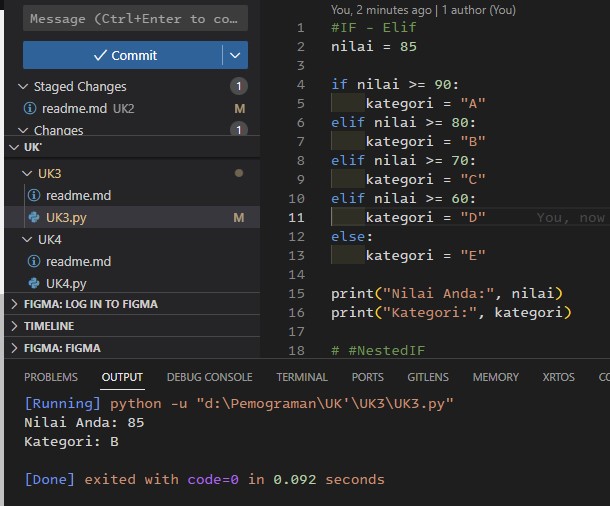 Message (Ctrl+Enter to co...
Commit
Staged Changes 1
readme.md UK2 M
Changes 1
UK'
UK3
readme.md
UK3.py M
UK4
readme.md
UK4.py
FIGMA: LOG IN TO FIGMA
TIMELINE
FIGMA: FIGMA
You, 2 minutes ago | 1 author (You)
1 #IF - Elif
2 nilai = 85
3
4 if nilai >= 90:
5 kategori = "A"
6 elif nilai >= 80:
7 kategori = "B"
8 elif nilai >= 70:
9 kategori = "C"
10 elif nilai >= 60:
11 kategori = "D" You, now
12 else:
13 kategori = "E"
14
15 print("Nilai Anda:", nilai)
16 print("Kategori:", kategori)
17
18 # #NestedIF
PROBLEMS OUTPUT DEBUG CONSOLE TERMINAL PORTS GITLENS MEMORY XRTOS CO
[Running] python -u "d:\Pemograman\UK'\UK3\UK3.py"
Nilai Anda: 85
Kategori: B
[Done] exited with code=0 in 0.092 seconds